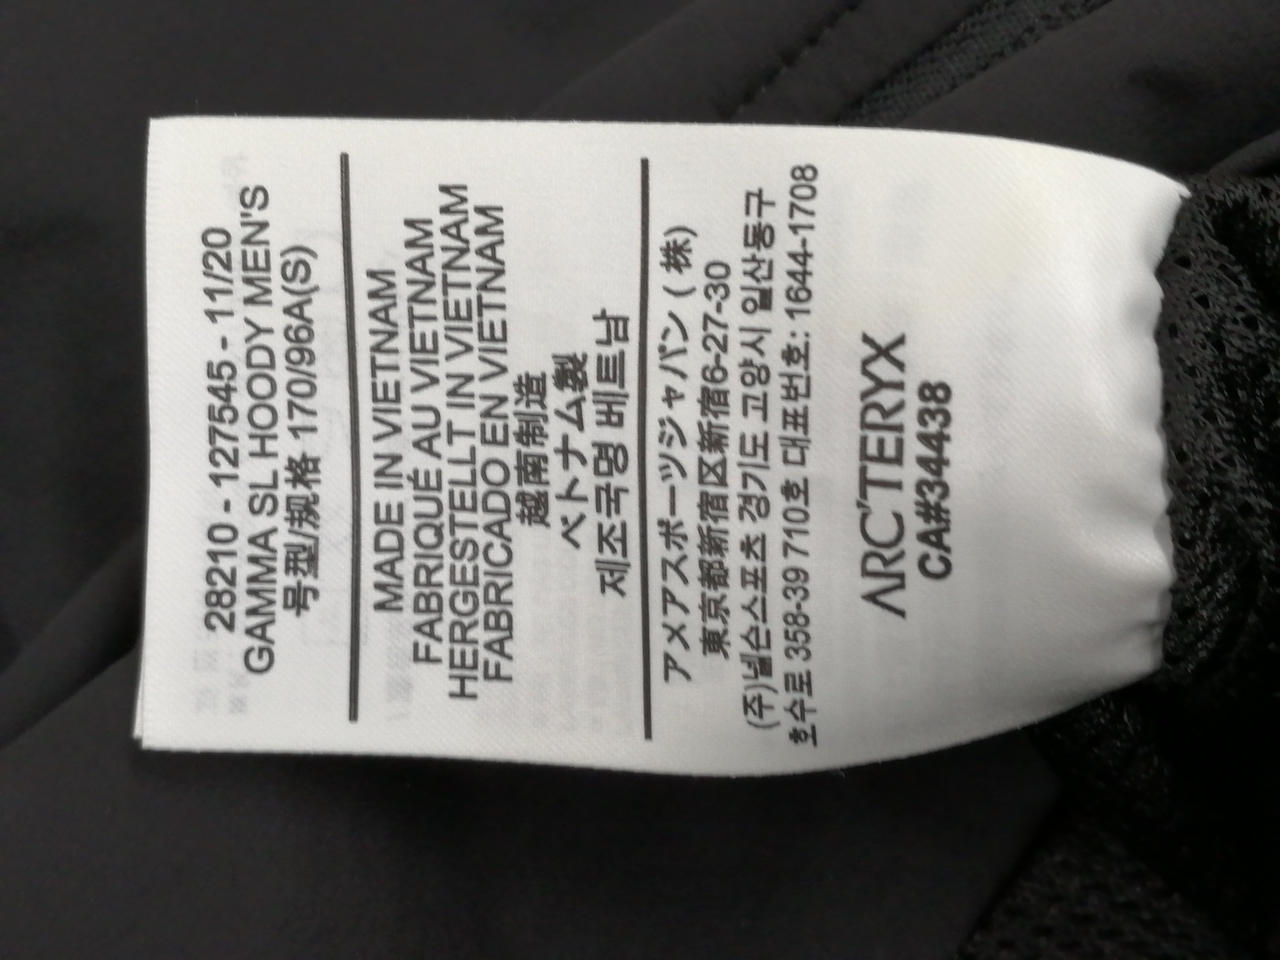 28210 - 127545 - 11/20
GAMMA SL HOODY MEN'S
号型/规格 170/96A(S)
MADE IN VIETNAM
FABRIQUÉ AU VIETNAM
HERGESTELLT IN VIETNAM
FABRICADO EN VIETNAM
越南制造
ベトナム製
제조국명 베트남
アメアスポーツジャパン(株)
東京都新宿区新宿6-27-30
(주)넬슨스포츠 경기도 고양시 일산동구
호수로 358-39 710호 대표번호: 1644-1708
ARC'TERYX
CA#34438